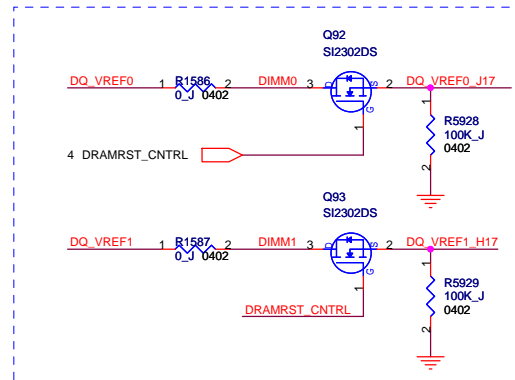 Q92
SI2302DS
DQ_VREF0 1 R1586 2 DIMM0 3 D S 2 DQ_VREF0_J17
0_J 0402
G
1
1
R5928
100K_J
0402
2
4 DRAMRST_CNTRL
Q93
SI2302DS
DQ_VREF1 1 R1587 2 DIMM1 3 D S 2 DQ_VREF1_H17
0_J 0402
G
1
1
R5929
100K_J
0402
2
DRAMRST_CNTRL